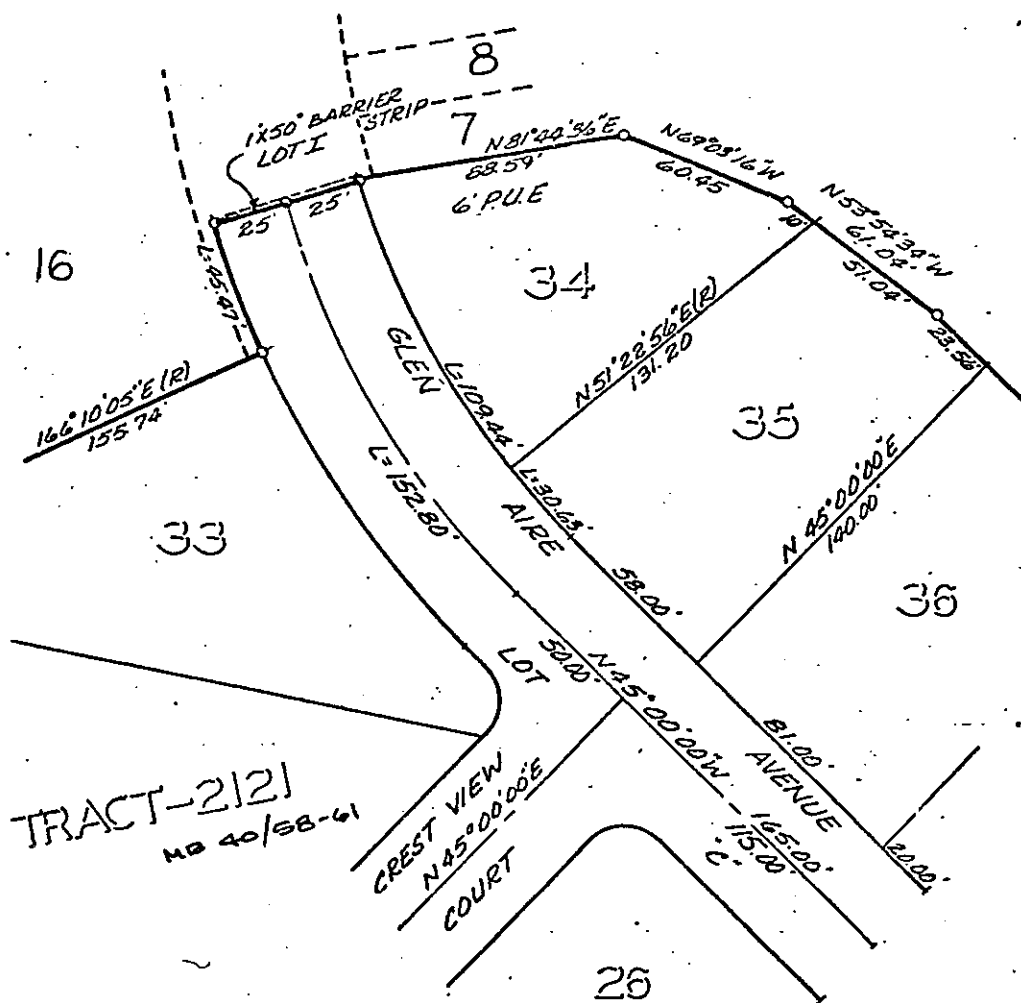 8
1'X50' BARRIER
STRIP
LOT I
7
N81°44'56"E
68.59'
6' P.U.E
N69°03'16"W
60.45
N53°54'34"W
61.04'
10'
51.04'
23.56'
25'
25'
16
L=45.47'
34
N51°22'56"E(R)
131.20
GLEN
L=109.44'
166°10'05"E (R)
155.74'
35
L=152.80'
L=30.63'
AIRE
N 45°00'00"E
140.00'
33
58.00'
36
LOT
50.00'
N45°00'00"W
81.00'
AVENUE
TRACT-2121
MB 40/58-61
CREST VIEW
N45°00'00"E
COURT
165.00'
115.00'
"C"
20.00'
26